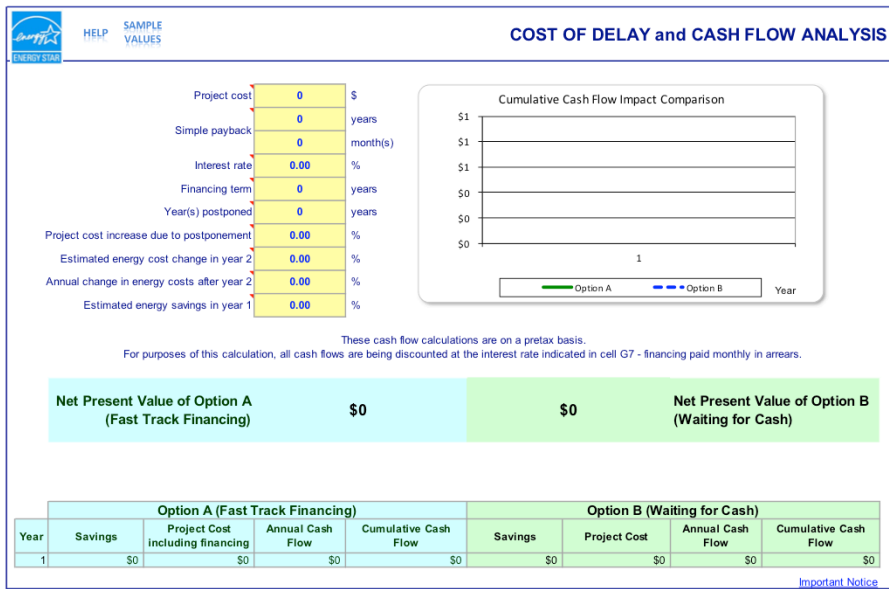 energy
ENERGY STAR
HELP
SAMPLE
VALUES
COST OF DELAY and CASH FLOW ANALYSIS
Project cost 0 $
Simple payback 0 years
0 month(s)
Interest rate 0.00 %
Financing term 0 years
Year(s) postponed 0 years
Project cost increase due to postponement 0.00 %
Estimated energy cost change in year 2 0.00 %
Annual change in energy costs after year 2 0.00 %
Estimated energy savings in year 1 0.00 %
Cumulative Cash Flow Impact Comparison
$1
$1
$1
$0
$0
$0
1
Option A Option B Year
These cash flow calculations are on a pretax basis.
For purposes of this calculation, all cash flows are being discounted at the interest rate indicated in cell G7 - financing paid monthly in arrears.
Net Present Value of Option A
(Fast Track Financing)
$0
$0
Net Present Value of Option B
(Waiting for Cash)
Option A (Fast Track Financing) Option B (Waiting for Cash)
Year Savings Project Cost including financing Annual Cash Flow Cumulative Cash Flow Savings Project Cost Annual Cash Flow Cumulative Cash Flow
1 $0 $0 $0 $0 $0 $0 $0 $0
Important Notice